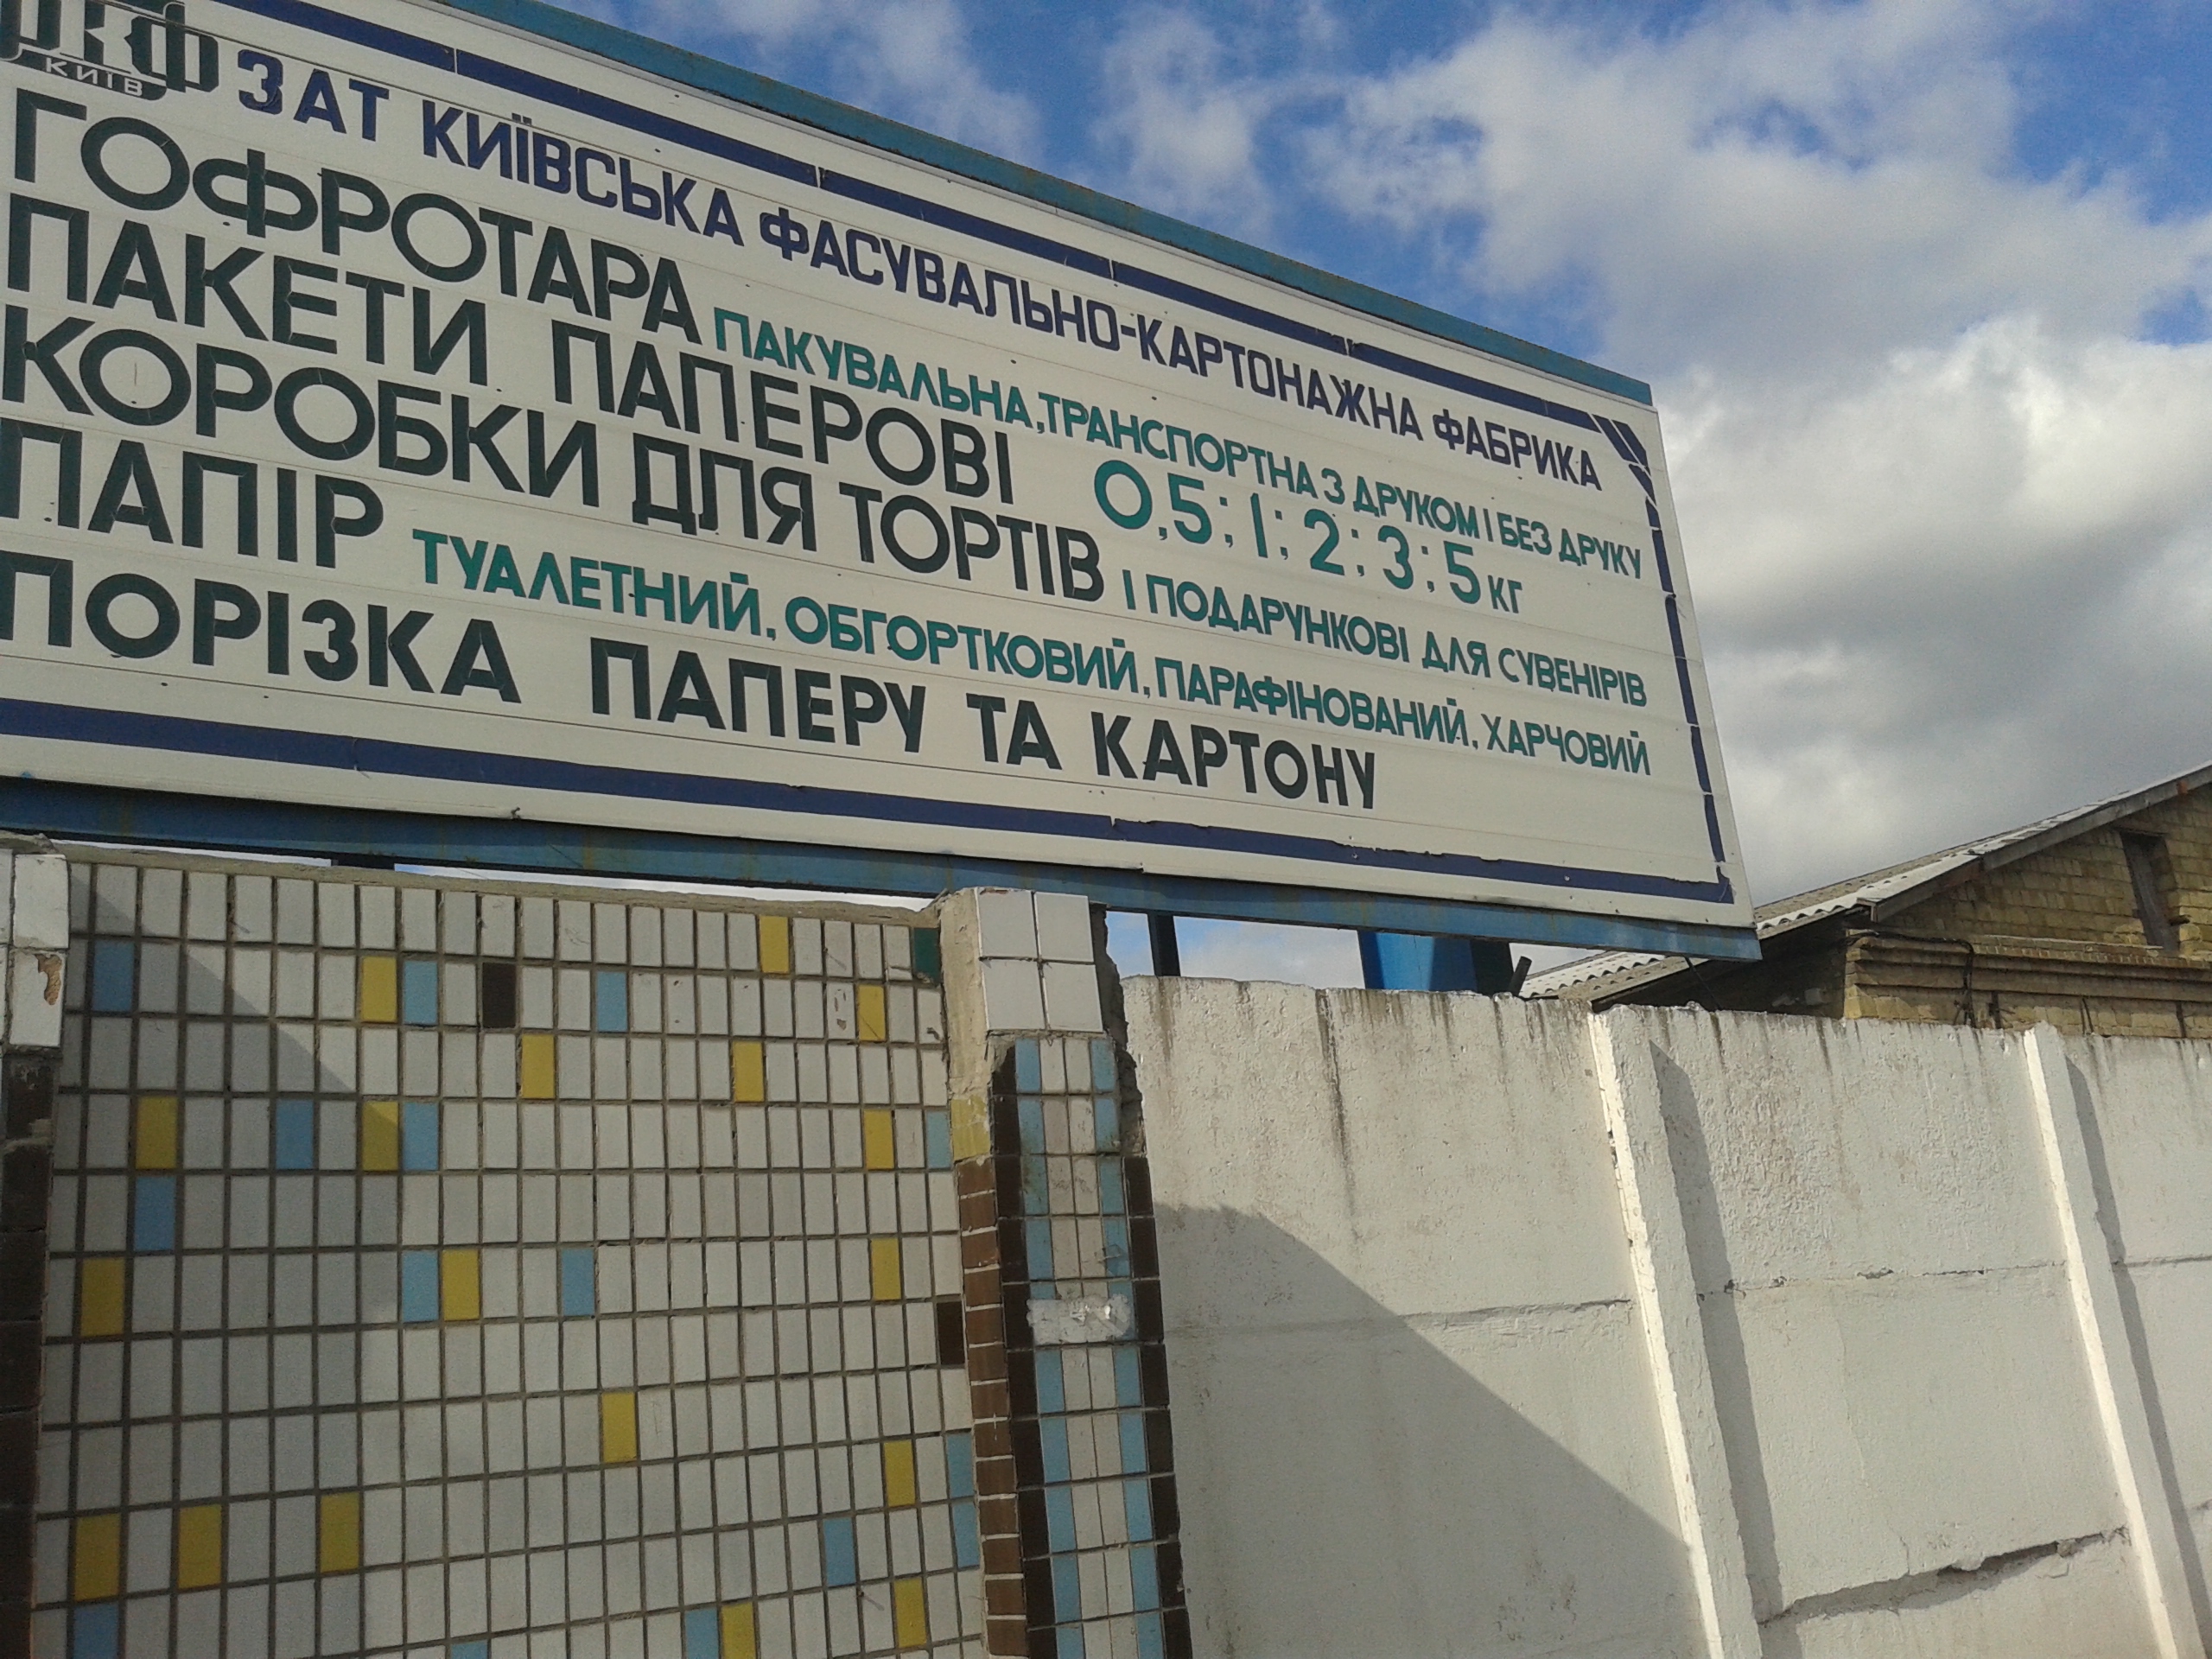 КИЇВ
ЗАТ КИЇВСЬКА ФАСУВАЛЬНО-КАРТОНАЖНА ФАБРИКА
ГОФРОТАРА ПАКУВАЛЬНА, ТРАНСПОРТНА З ДРУКОМ І БЕЗ ДРУКУ
ПАКЕТИ ПАПЕРОВІ 0,5; 1; 2; 3; 5 КГ
КОРОБКИ ДЛЯ ТОРТІВ І ПОДАРУНКОВІ ДЛЯ СУВЕНІРІВ
ПАПІР ТУАЛЕТНИЙ, ОБГОРТКОВИЙ, ПАРАФІНОВАНИЙ, ХАРЧОВИЙ
ПОРІЗКА ПАПЕРУ ТА КАРТОНУ